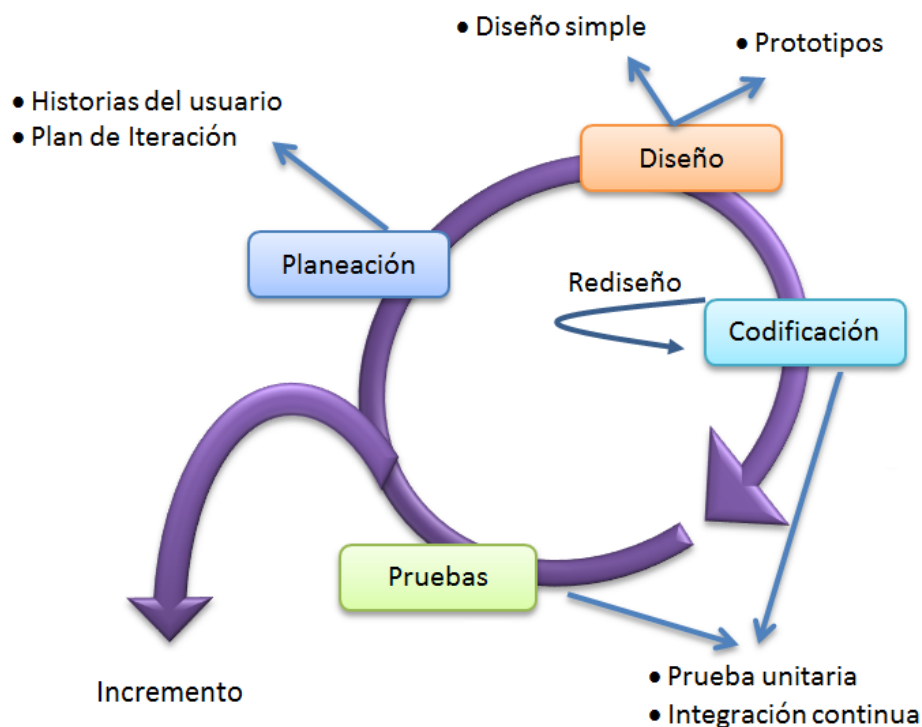 • Diseño simple
• Prototipos
• Historias del usuario
• Plan de Iteración
Diseño
Planeación
Rediseño
Codificación
Pruebas
Incremento
• Prueba unitaria
• Integración continua